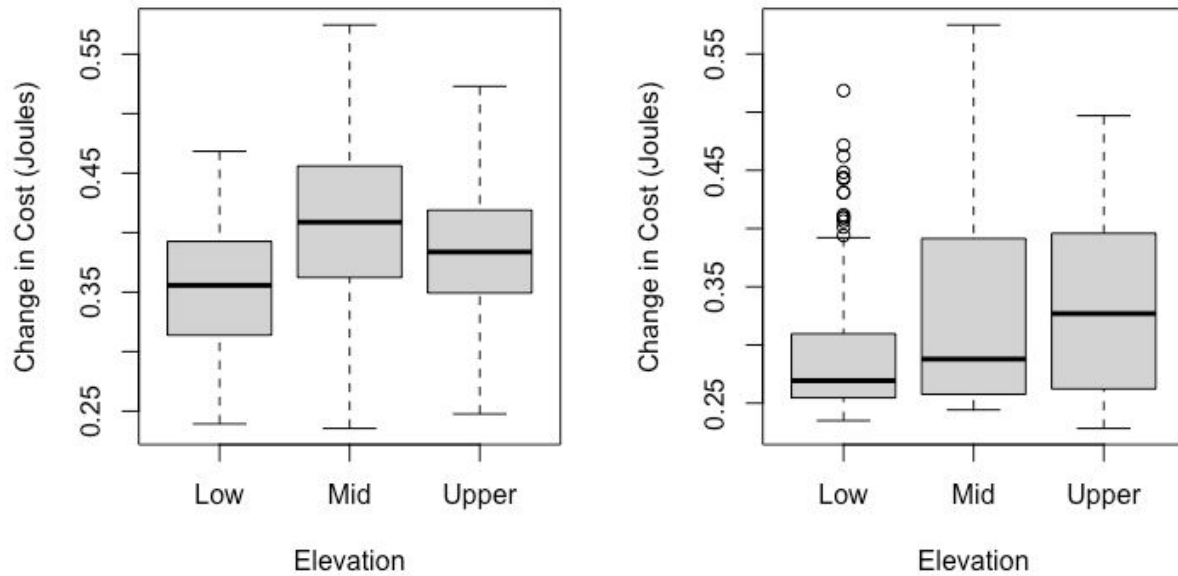 Change in Cost (Joules)
0.55
0.45
0.35
0.25
Low Mid Upper
Elevation
Change in Cost (Joules)
0.55
0.45
0.35
0.25
Low Mid Upper
Elevation